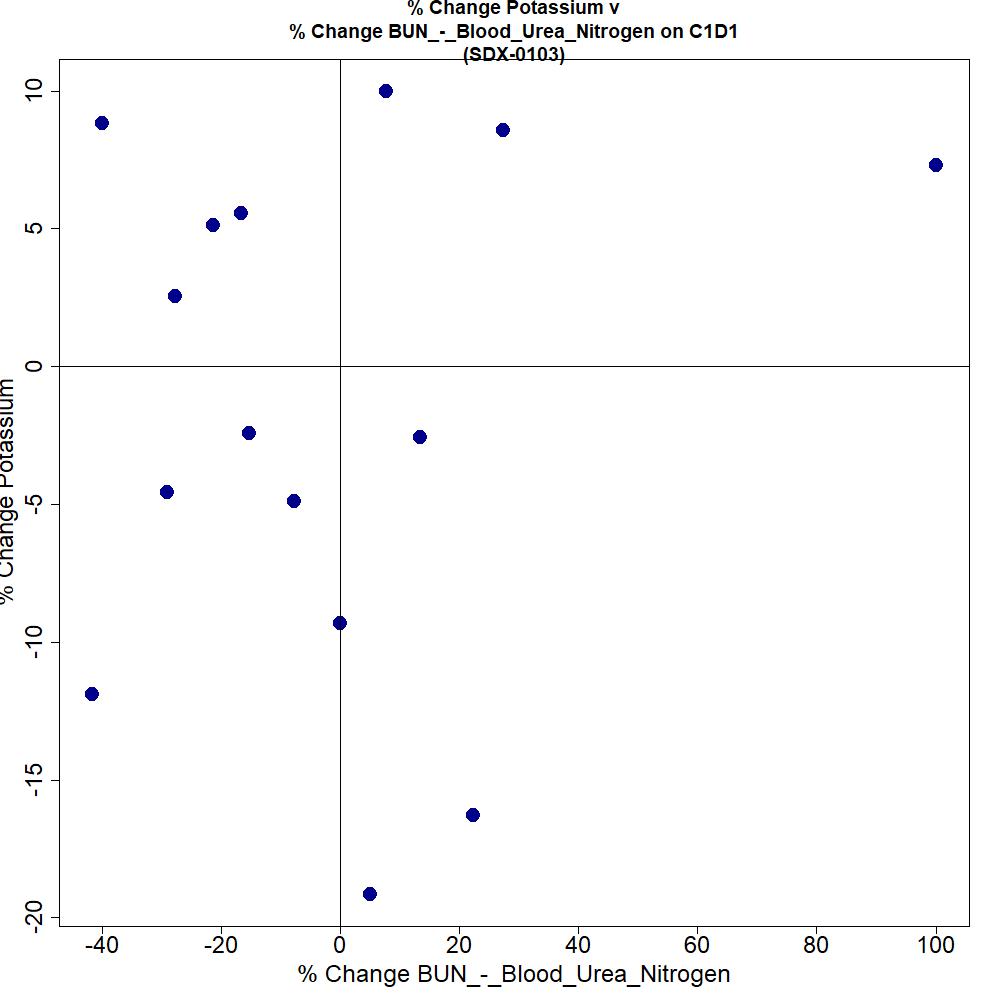 % Change Potassium v
% Change BUN_-_Blood_Urea_Nitrogen on C1D1
(SDX-0103)
% Change Potassium
10
5
0
-5
-10
-15
-20
-40 -20 0 20 40 60 80 100
% Change BUN_-_Blood_Urea_Nitrogen